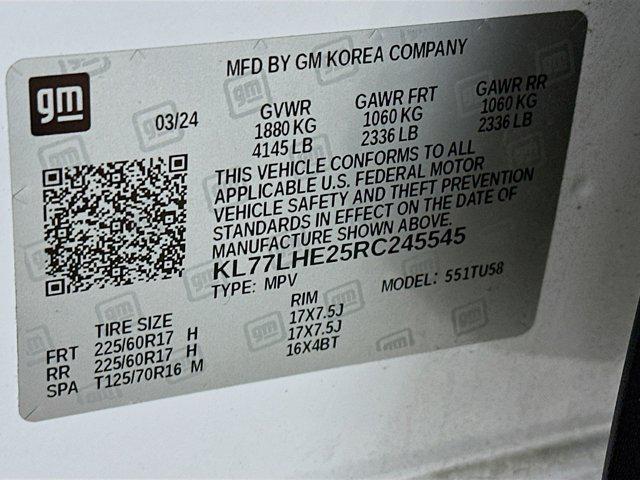 MFD BY GM KOREA COMPANY
gm
03/24
GVWR GAWR FRT GAWR RR
1880 KG 1060 KG 1060 KG
4145 LB 2336 LB 2336 LB
THIS VEHICLE CONFORMS TO ALL
APPLICABLE U.S. FEDERAL MOTOR
VEHICLE SAFETY AND THEFT PREVENTION
STANDARDS IN EFFECT ON THE DATE OF
MANUFACTURE SHOWN ABOVE.
KL77LHE25RC245545
TYPE: MPV MODEL: 551TU58
TIRE SIZE RIM
FRT 225/60R17 H 17X7.5J
RR 225/60R17 H 17X7.5J
SPA T125/70R16 M 16X4BT